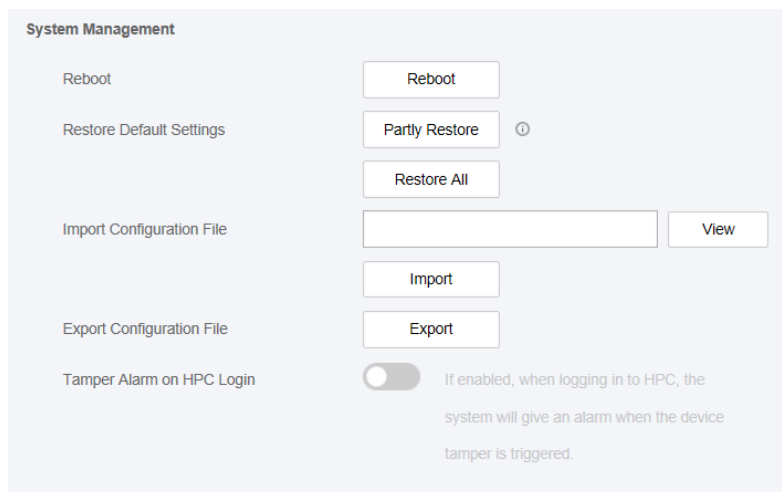 System Management
Reboot Reboot
Restore Default Settings Partly Restore
Restore All
Import Configuration File View
Import
Export Configuration File Export
Tamper Alarm on HPC Login If enabled, when logging in to HPC, the
system will give an alarm when the device
tamper is triggered.